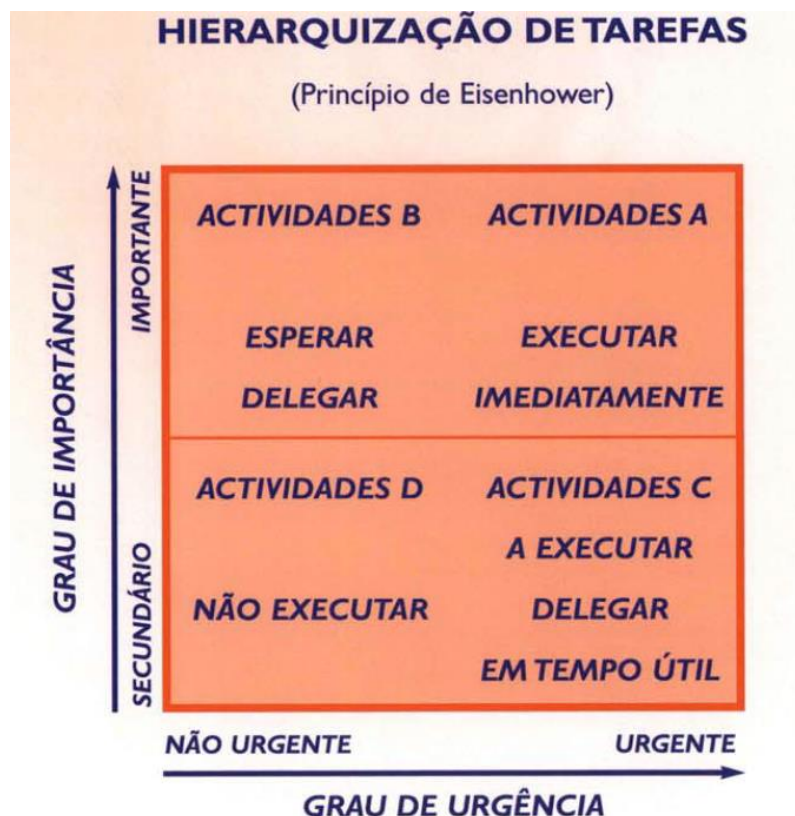 HIERARQUIZAÇÃO DE TAREFAS
(Princípio de Eisenhower)
GRAU DE IMPORTÂNCIA
IMPORTANTE
SECUNDÁRIO
ACTIVIDADES B
ACTIVIDADES A
ESPERAR
EXECUTAR
DELEGAR
IMEDIATAMENTE
ACTIVIDADES D
ACTIVIDADES C
A EXECUTAR
NÃO EXECUTAR
DELEGAR
EM TEMPO ÚTIL
NÃO URGENTE
URGENTE
GRAU DE URGÊNCIA